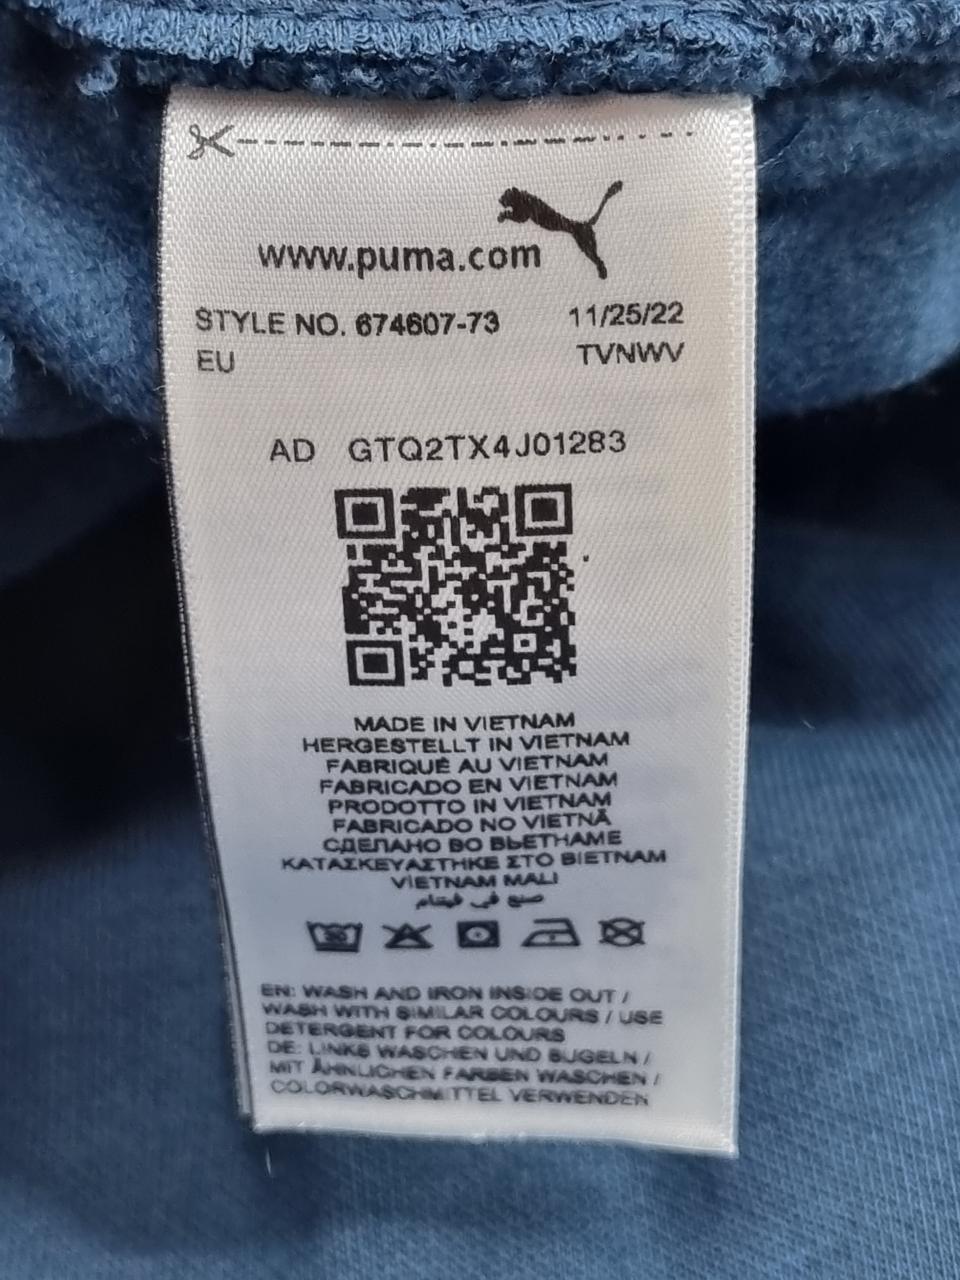 www.puma.com
STYLE NO. 674607-73 11/25/22
EU TVNWV
AD GTQ2TX4J01283
MADE IN VIETNAM
HERGESTELLT IN VIETNAM
FABRIQUÉ AU VIETNAM
FABRICADO EN VIETNAM
PRODOTTO IN VIETNAM
FABRICADO NO VIETNÃ
СДЕЛАНО ВО ВЬЕТНАМЕ
ΚΑΤΑΣΚΕΥΑΣΤΗΚΕ ΣΤΟ ΒΙΕΤΝΑΜ
VİETNAM MALI
صنع في فيتنام
30
EN: WASH AND IRON INSIDE OUT /
WASH WITH SIMILAR COLOURS / USE
DETERGENT FOR COLOURS
DE: LINKS WASCHEN UND BÜGELN /
MIT ÄHNLICHEN FARBEN WASCHEN /
COLORWASCHMITTEL VERWENDEN